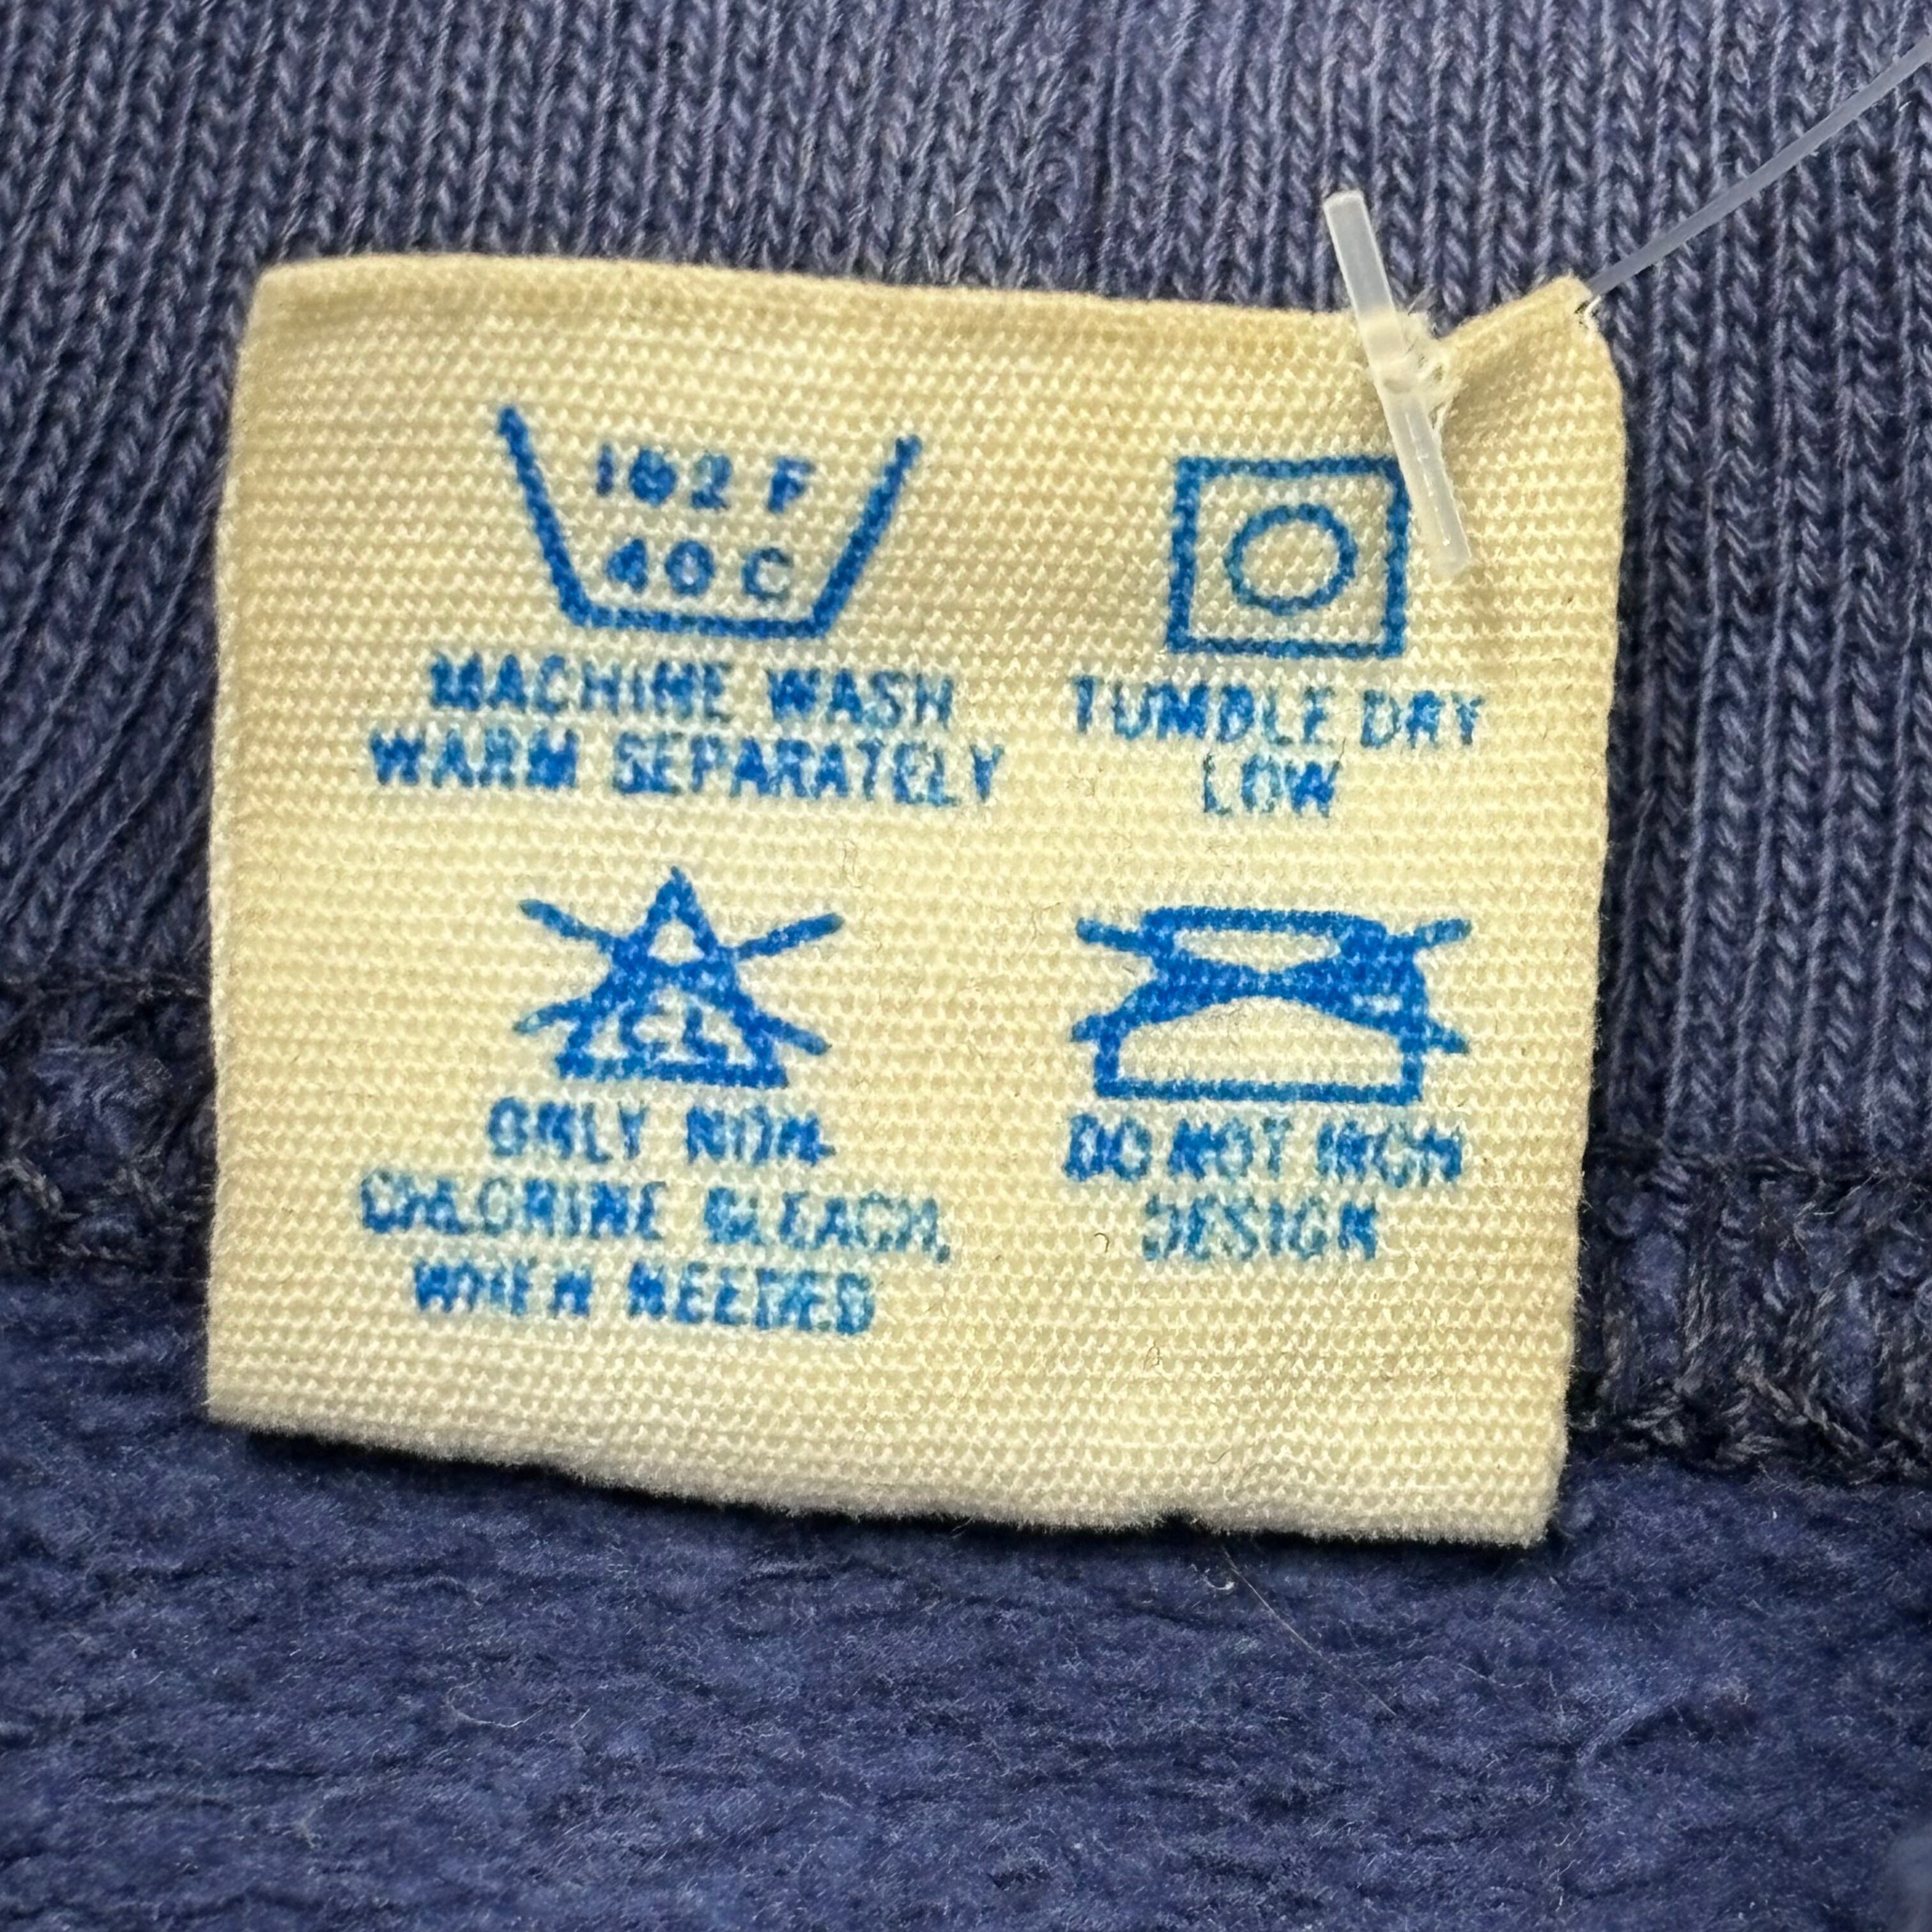 102 F
40 C
MACHINE WASH
WARM SEPARATELY
TUMBLE DRY
LOW
CL
ONLY NON-
CHLORINE BLEACH,
WHEN NEEDED
DO NOT IRON
DESIGN